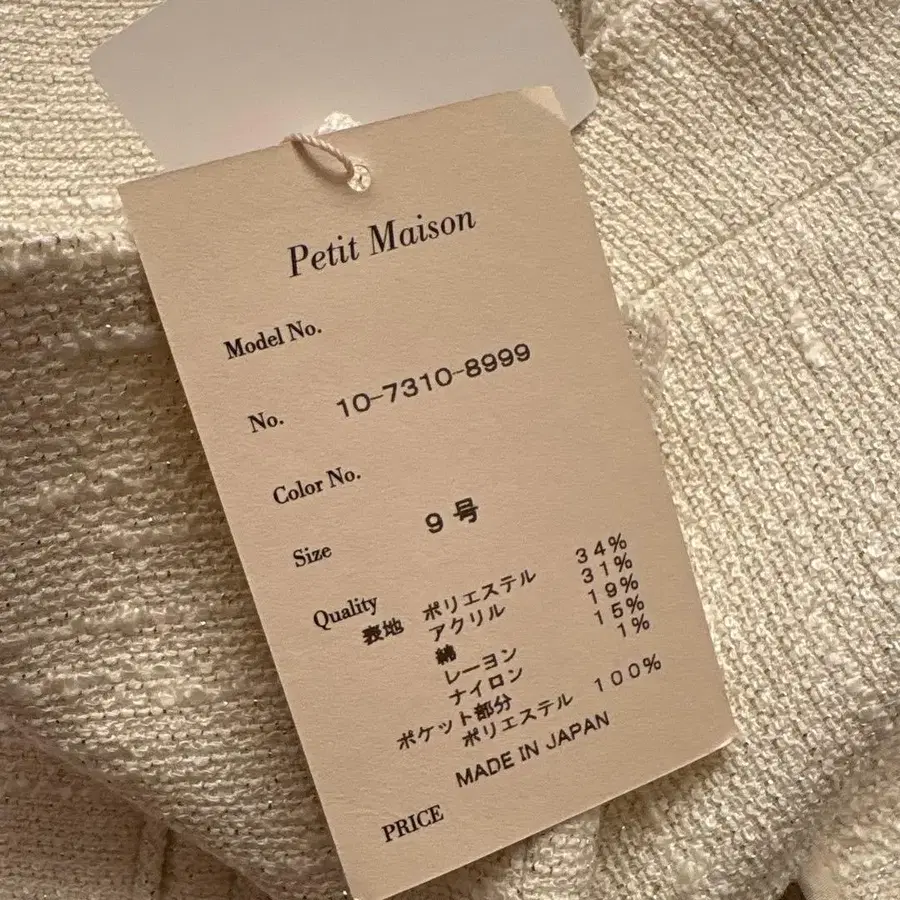 Petit Maison
Model No.
No. 10-7310-8999
Color No.
Size 9号
Quality
表地 ポリエステル 34%
アクリル 31%
綿 19%
レーヨン 15%
ナイロン 1%
ポケット部分
ポリエステル 100%
MADE IN JAPAN
PRICE